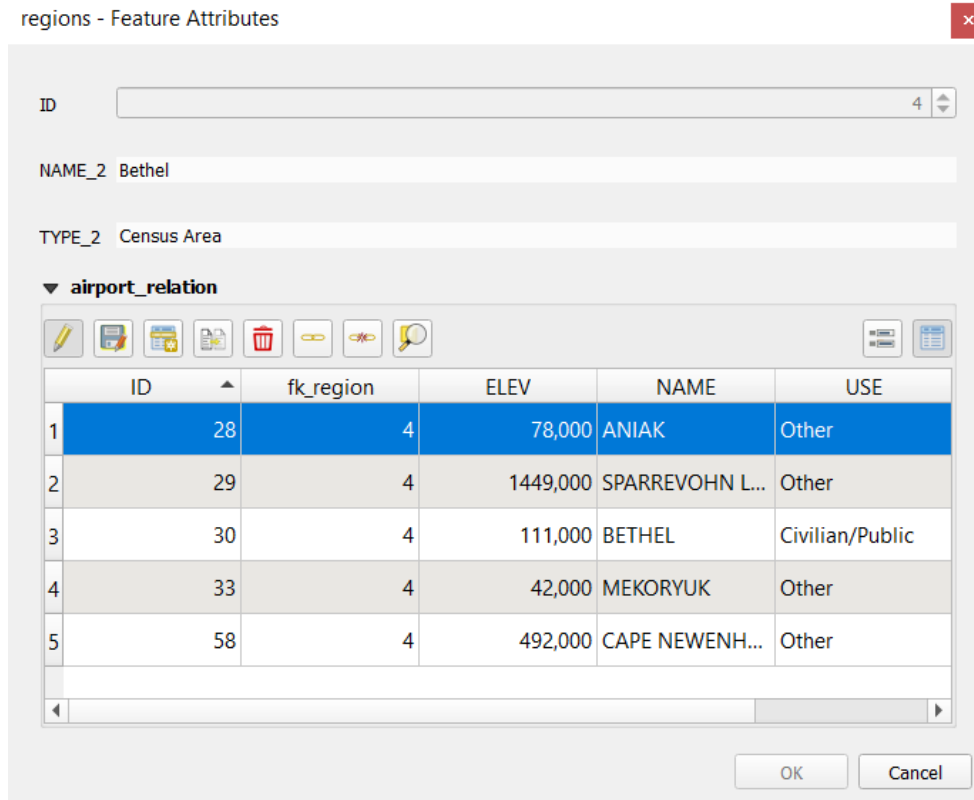 regions - Feature Attributes
ID 4
NAME_2 Bethel
TYPE_2 Census Area
airport_relation
ID fk_region ELEV NAME USE
1 28 4 78,000 ANIAK Other
2 29 4 1449,000 SPARREVOHN L... Other
3 30 4 111,000 BETHEL Civilian/Public
4 33 4 42,000 MEKORYUK Other
5 58 4 492,000 CAPE NEWENH... Other
OK Cancel